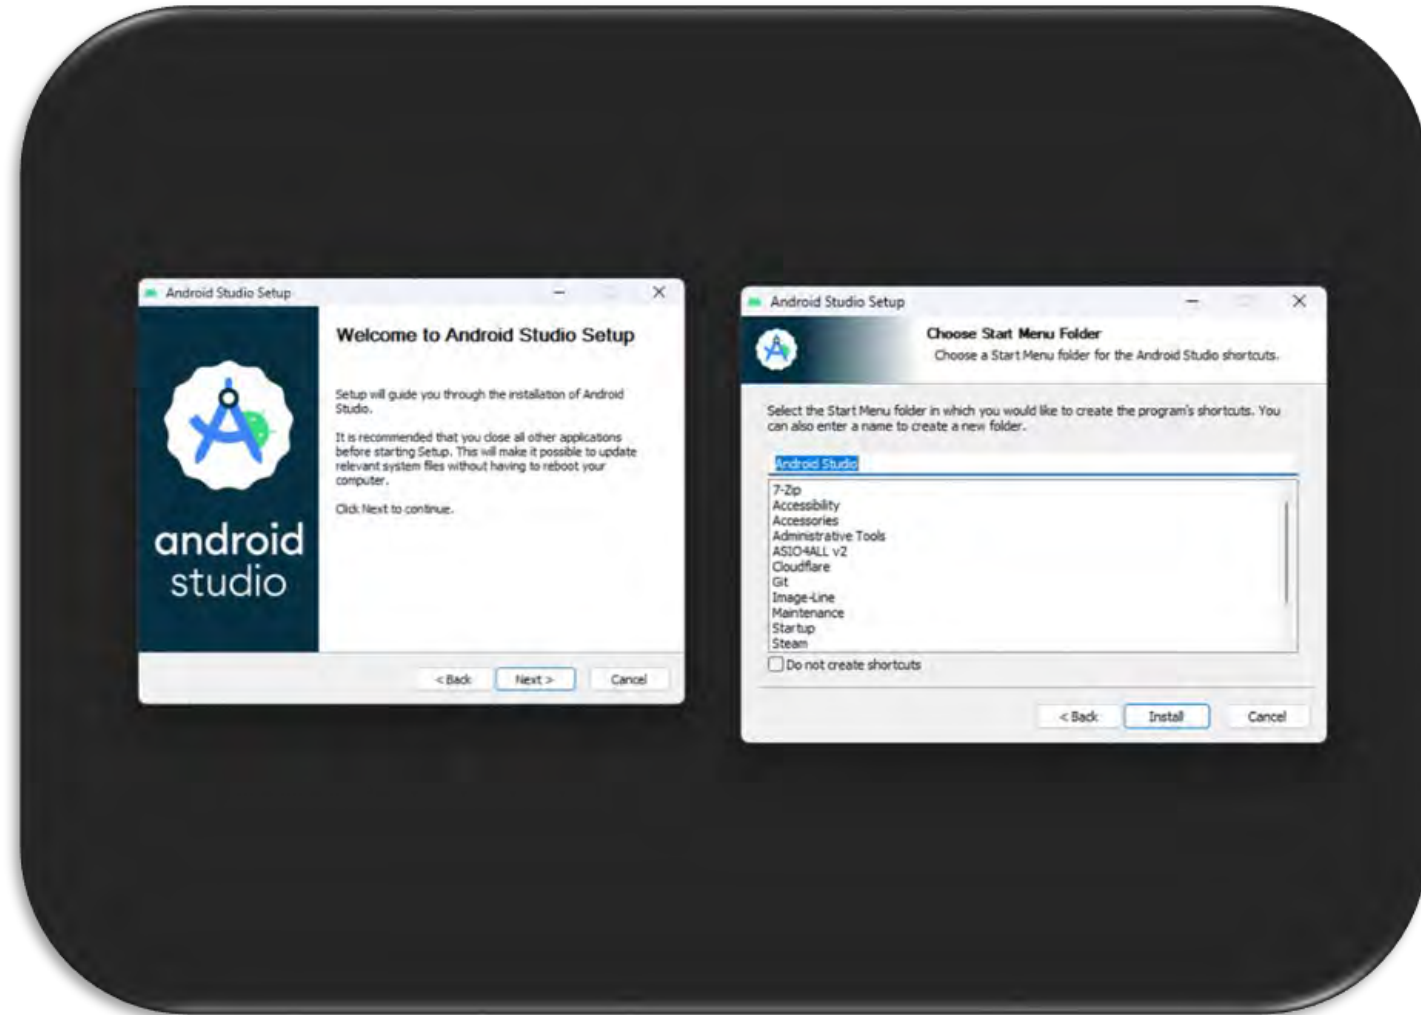 Android Studio Setup
Welcome to Android Studio Setup
Setup will guide you through the installation of Android
Studio.
It is recommended that you close all other applications
before starting Setup. This will make it possible to update
relevant system files without having to reboot your
computer.
Click Next to continue.
android
studio
< Back
Next >
Cancel
Android Studio Setup
Choose Start Menu Folder
Choose a Start Menu folder for the Android Studio shortcuts.
Select the Start Menu folder in which you would like to create the program's shortcuts. You
can also enter a name to create a new folder.
Android Studio
7-Zip
Accessibility
Accessories
Administrative Tools
ASIO4ALL v2
Cloudflare
Git
Image-Line
Maintenance
Startup
Steam
Do not create shortcuts
< Back
Install
Cancel